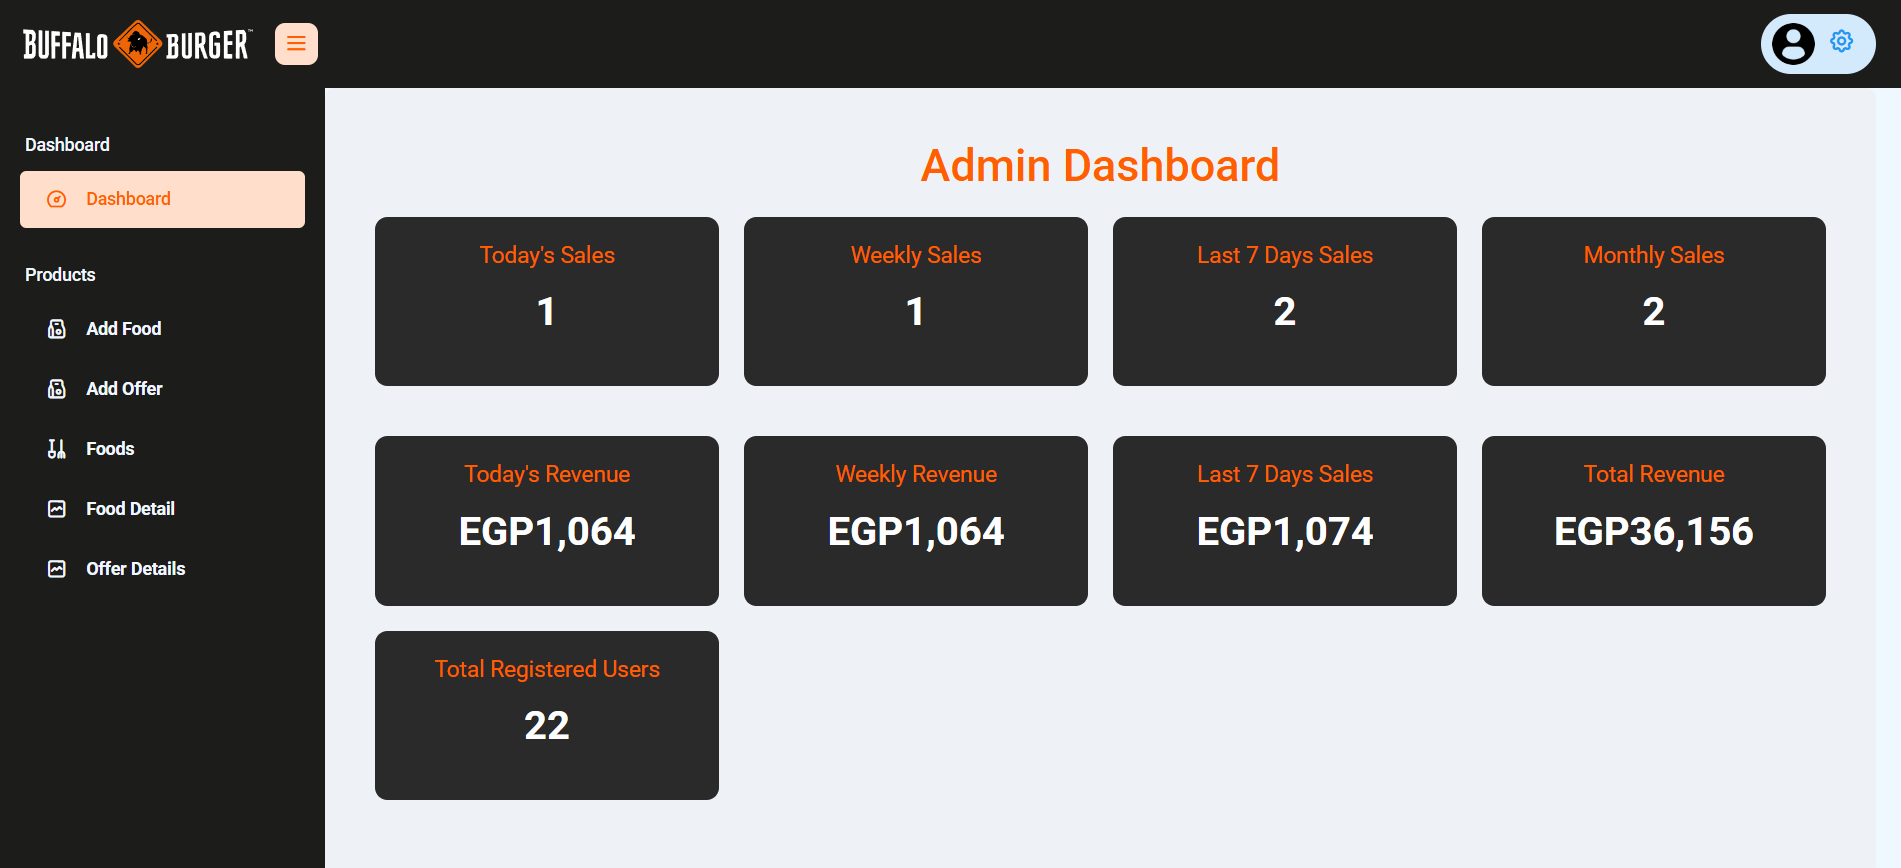 BUFFALO BURGER™
Dashboard
Dashboard
Products
Add Food
Add Offer
Foods
Food Detail
Offer Details
Admin Dashboard
Today's Sales
1
Weekly Sales
1
Last 7 Days Sales
2
Monthly Sales
2
Today's Revenue
EGP1,064
Weekly Revenue
EGP1,064
Last 7 Days Sales
EGP1,074
Total Revenue
EGP36,156
Total Registered Users
22